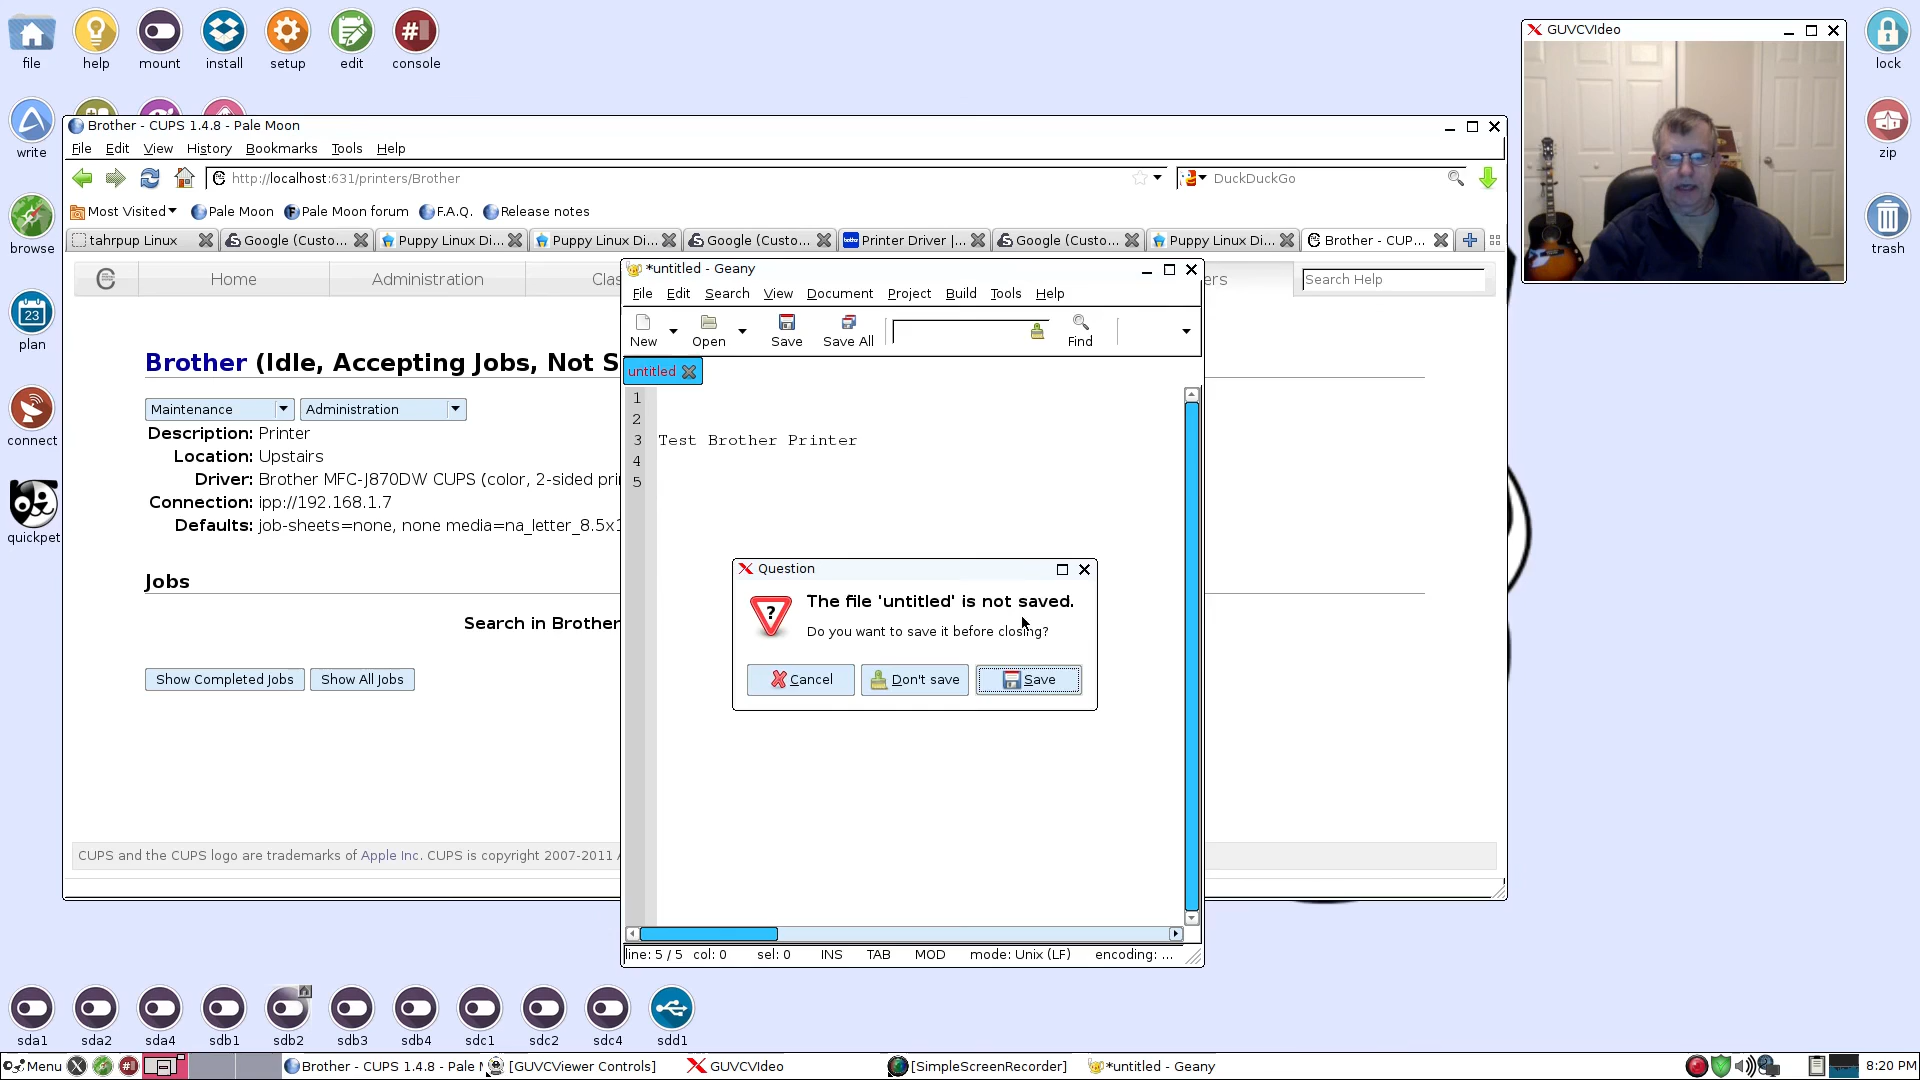 file
help
mount
install
setup
edit
console
write
browse
plan
23
connect
quickpet
lock
zip
trash
GUVCVIdeo
Brother - CUPS 1.4.8 - Pale Moon
File Edit View History Bookmarks Tools Help
http://localhost:631/printers/Brother
DuckDuckGo
Most Visited Pale Moon Pale Moon forum F.A.Q. Release notes
tahrpup Linux
Google (Custo...
Puppy Linux Di...
Puppy Linux Di...
Google (Custo...
Printer Driver |...
Google (Custo...
Puppy Linux Di...
Brother - CUP...
Home
Administration
Clas
ers
Search Help
Brother (Idle, Accepting Jobs, Not S
Maintenance
Administration
Description: Printer
Location: Upstairs
Driver: Brother MFC-J870DW CUPS (color, 2-sided pri
Connection: ipp://192.168.1.7
Defaults: job-sheets=none, none media=na_letter_8.5x1
Jobs
Search in Brother
Show Completed Jobs
Show All Jobs
CUPS and the CUPS logo are trademarks of Apple Inc. CUPS is copyright 2007-2011
*untitled - Geany
File Edit Search View Document Project Build Tools Help
New Open Save Save All Find
untitled
1
2
3 Test Brother Printer
4
5
Question
The file 'untitled' is not saved.
Do you want to save it before closing?
Cancel
Don't save
Save
line: 5 / 5 col: 0 sel: 0 INS TAB MOD mode: Unix (LF) encoding: ...
sda1
sda2
sda4
sdb1
sdb2
sdb3
sdb4
sdc1
sdc2
sdc4
sdd1
Menu
Brother - CUPS 1.4.8 - Pale M
[GUVCViewer Controls]
GUVCVIdeo
[SimpleScreenRecorder]
*untitled - Geany
8:20 PM